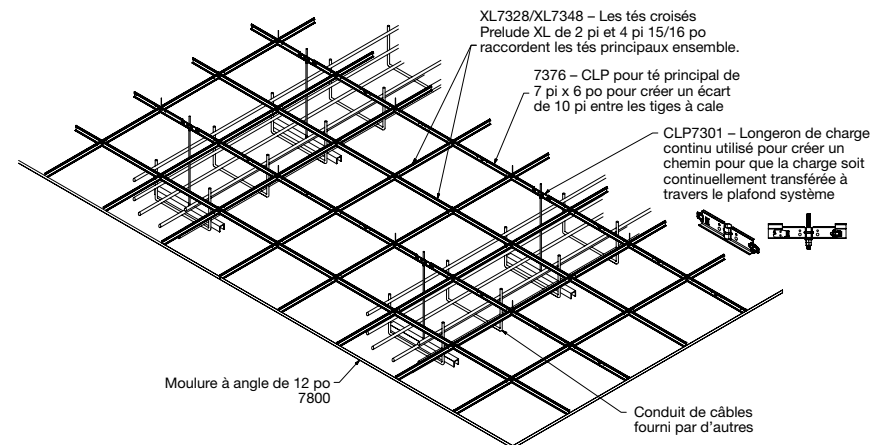 XL7328/XL7348 – Les tés croisés
Prelude XL de 2 pi et 4 pi 15/16 po
raccordent les tés principaux ensemble.
7376 – CLP pour té principal de
7 pi x 6 po pour créer un écart
de 10 pi entre les tiges à cale
CLP7301 – Longeron de charge
continu utilisé pour créer un
chemin pour que la charge soit
continuellement transférée à
travers le plafond système
Moulure à angle de 12 po
7800
Conduit de câbles
fourni par d'autres